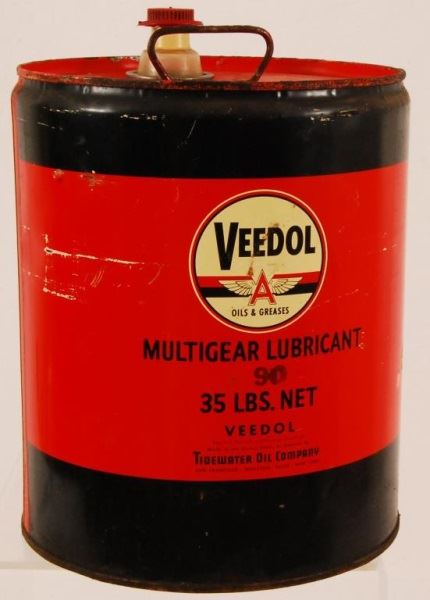 VEEDOL
A
OILS & GREASES
MULTIGEAR LUBRICANT
90
35 LBS. NET
VEEDOL
TIDEWATER OIL COMPANY